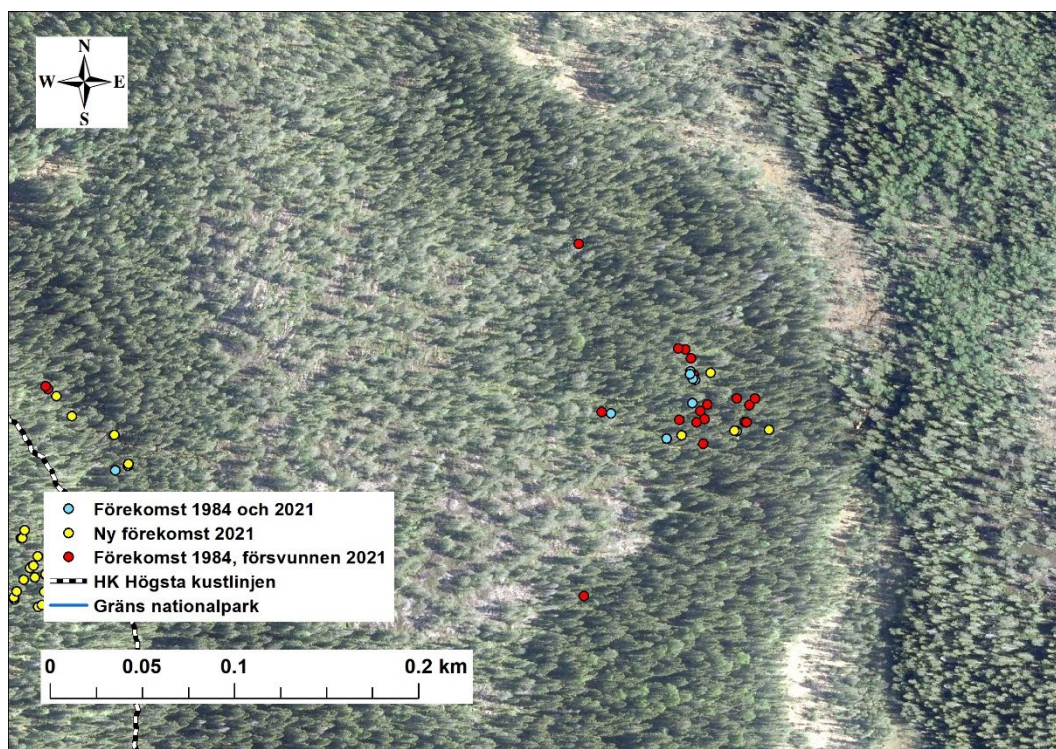 N
W E
S
Förekomst 1984 och 2021
Ny förekomst 2021
Förekomst 1984, försvunnen 2021
HK Högsta kustlinjen
Gräns nationalpark
0 0.05 0.1 0.2 km